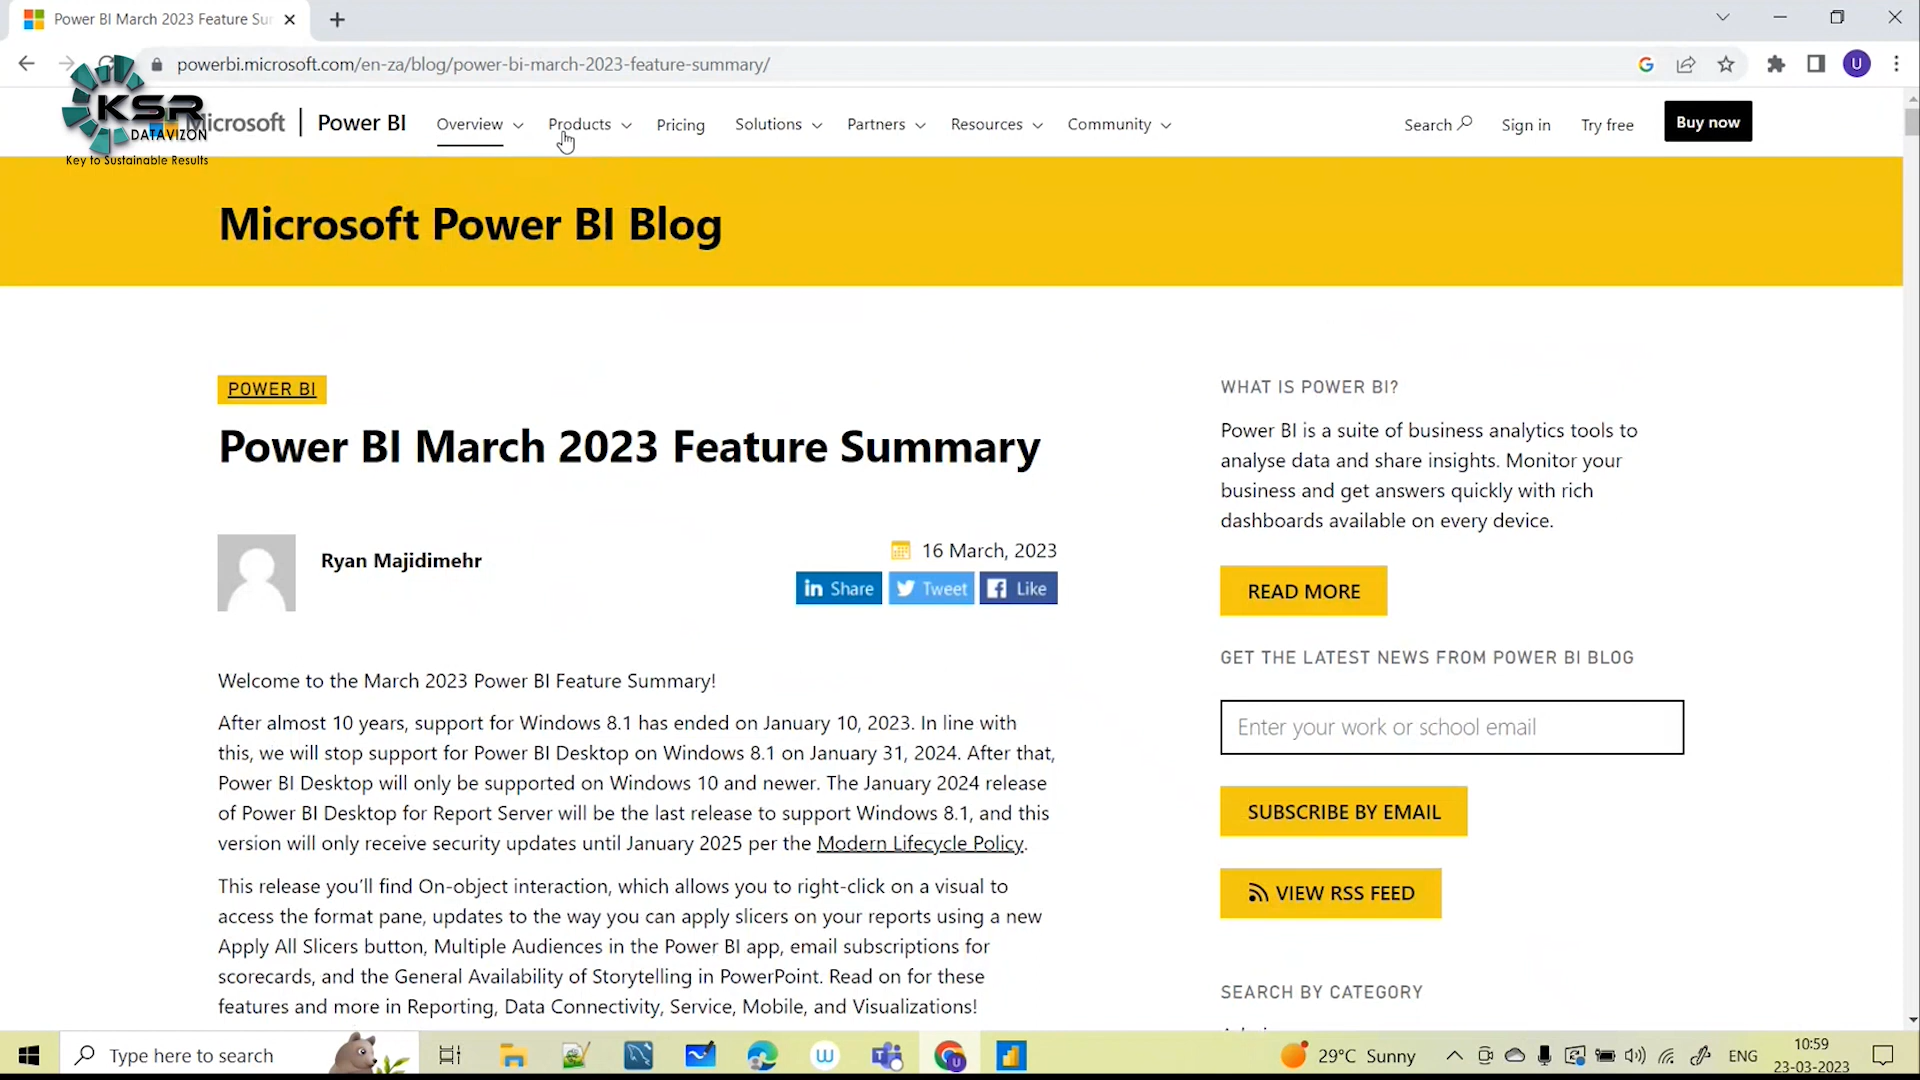 Power BI March 2023 Feature Su
powerbi.microsoft.com/en-za/blog/power-bi-march-2023-feature-summary/
U
KSR
DATAVIZON
Key to Sustainable Results
Microsoft
Power BI
Overview
Products
Pricing
Solutions
Partners
Resources
Community
Search
Sign in
Try free
Buy now
Microsoft Power BI Blog
POWER BI
Power BI March 2023 Feature Summary
Ryan Majidimehr
16 March, 2023
in Share
Tweet
Like
Welcome to the March 2023 Power BI Feature Summary!
After almost 10 years, support for Windows 8.1 has ended on January 10, 2023. In line with
this, we will stop support for Power BI Desktop on Windows 8.1 on January 31, 2024. After that,
Power BI Desktop will only be supported on Windows 10 and newer. The January 2024 release
of Power BI Desktop for Report Server will be the last release to support Windows 8.1, and this
version will only receive security updates until January 2025 per the Modern Lifecycle Policy.
This release you'll find On-object interaction, which allows you to right-click on a visual to
access the format pane, updates to the way you can apply slicers on your reports using a new
Apply All Slicers button, Multiple Audiences in the Power BI app, email subscriptions for
scorecards, and the General Availability of Storytelling in PowerPoint. Read on for these
features and more in Reporting, Data Connectivity, Service, Mobile, and Visualizations!
WHAT IS POWER BI?
Power BI is a suite of business analytics tools to
analyse data and share insights. Monitor your
business and get answers quickly with rich
dashboards available on every device.
READ MORE
GET THE LATEST NEWS FROM POWER BI BLOG
Enter your work or school email
SUBSCRIBE BY EMAIL
VIEW RSS FEED
SEARCH BY CATEGORY
Type here to search
29°C Sunny
ENG
10:59
23-03-2023